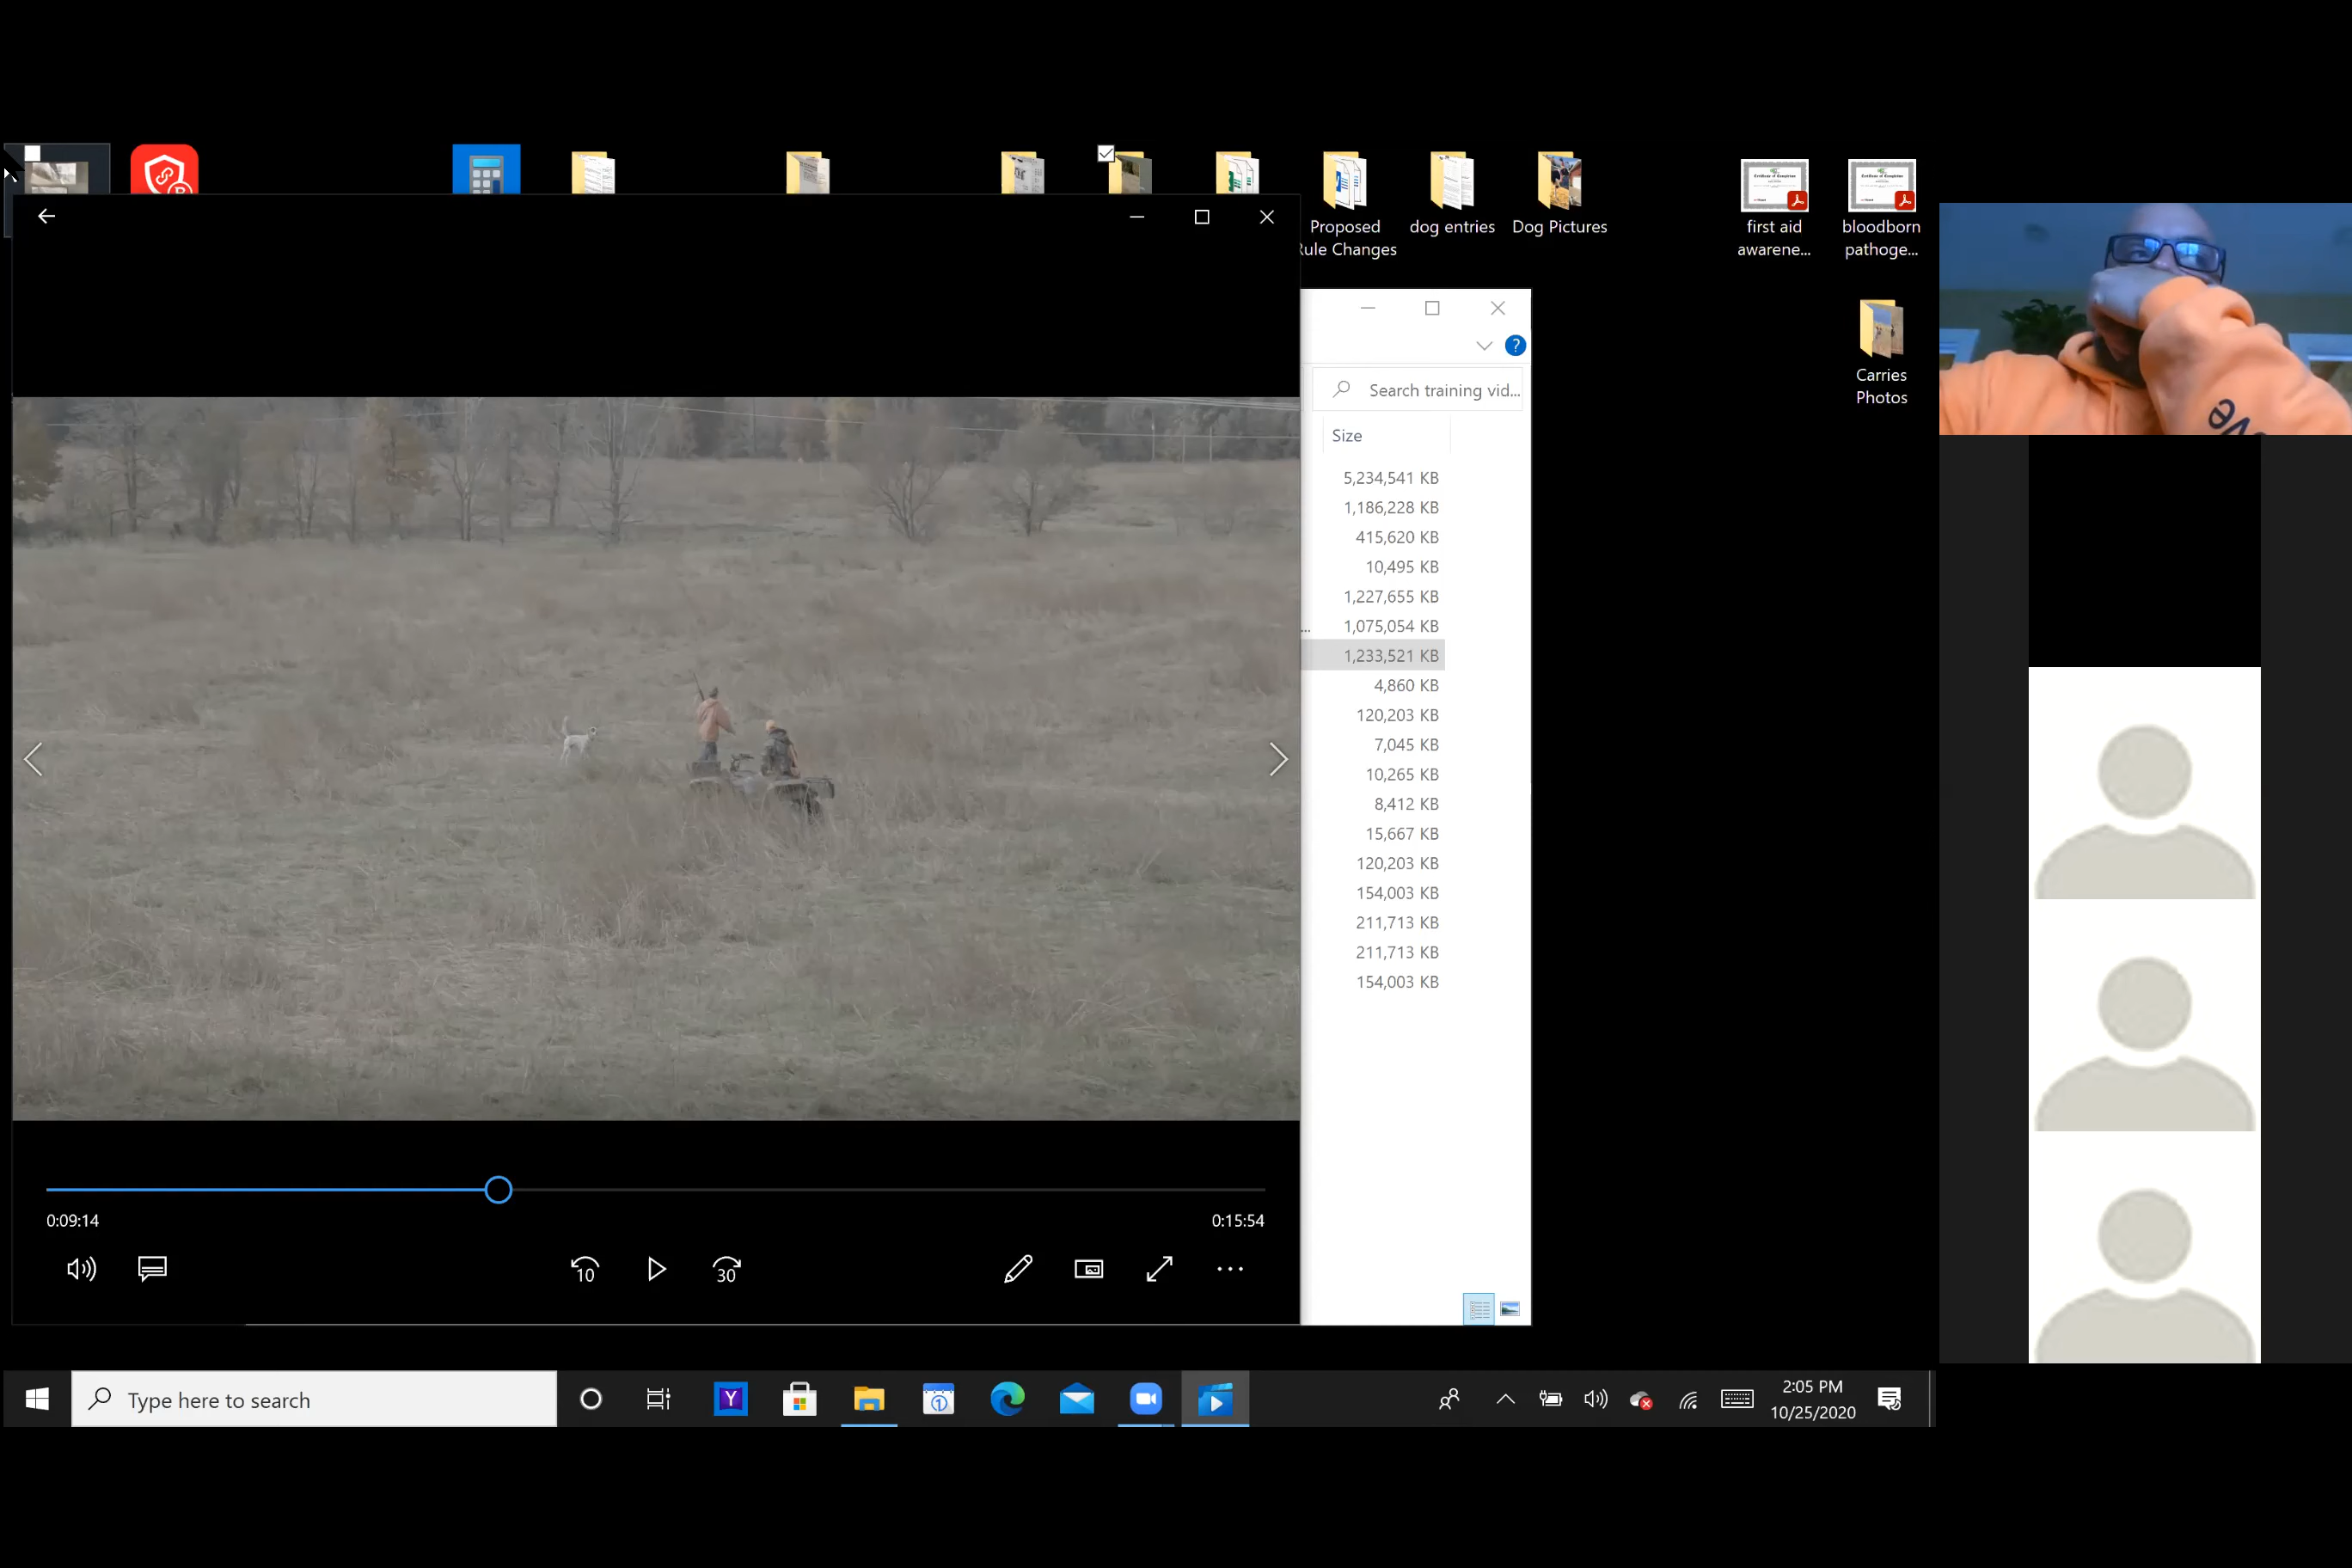 Proposed
Rule Changes
dog entries
Dog Pictures
first aid
awarene...
bloodborn
pathoge...
Carries
Photos
?
Search training vid...
Size
5,234,541 KB
1,186,228 KB
415,620 KB
10,495 KB
1,227,655 KB
... 1,075,054 KB
1,233,521 KB
4,860 KB
120,203 KB
7,045 KB
10,265 KB
8,412 KB
15,667 KB
120,203 KB
154,003 KB
211,713 KB
211,713 KB
154,003 KB
0:09:14
0:15:54
10
30
Type here to search
Y
2:05 PM
10/25/2020